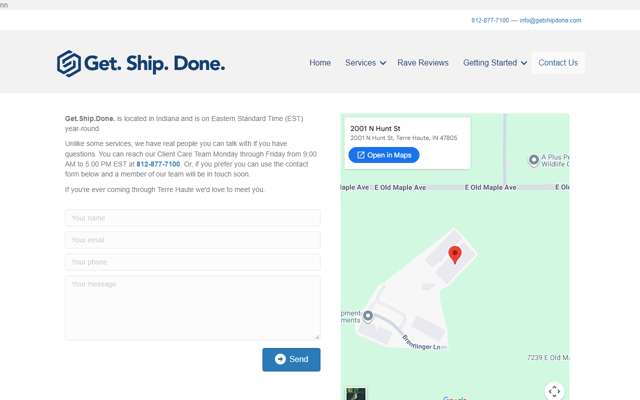 nn
812-877-7100 — info@getshipdone.com
Get. Ship. Done.
Home Services Rave Reviews Getting Started Contact Us
Get.Ship.Done. is located in Indiana and is on Eastern Standard Time (EST)
year-round.
Unlike some services, we have real people you can talk with if you have
questions. You can reach our Client Care Team Monday through Friday from 9:00
AM to 5:00 PM EST at 812-877-7100. Or, if you prefer you can use the contact
form below and a member of our team will be in touch soon.
If you're ever coming through Terre Haute we'd love to meet you.
Your name
Your email
Your phone
Your message
Send
2001 N Hunt St
2001 N Hunt St, Terre Haute, IN 47805
Open in Maps
A Plus
Wildlife
aple Ave E Old Maple Ave E Old Maple Ave E Old
pment
ments
Ln
7239 E Old M
Google